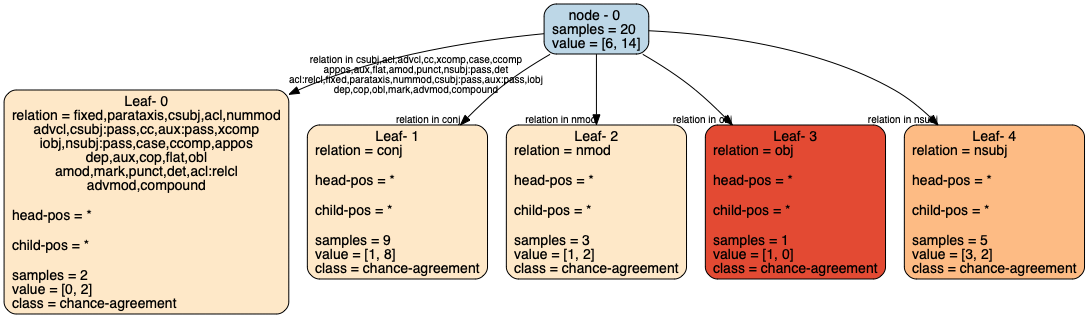 node - 0
samples = 20
value = [6, 14]
relation in csubj,acl,advcl,cc,xcomp,case,ccomp
appos,aux,flat,amod,punct,nsubj:pass,det
acl:relcl,fixed,parataxis,nummod,csubj:pass,aux:pass,iobj
dep,cop,obl,mark,advmod,compound
relation in conj
relation in nmod
relation in obj
relation in nsubj
Leaf- 0
relation = fixed,parataxis,csubj,acl,nummod
advcl,csubj:pass,cc,aux:pass,xcomp
iobj,nsubj:pass,case,ccomp,appos
dep,aux,cop,flat,obl
amod,mark,punct,det,acl:relcl
advmod,compound
head-pos = *
child-pos = *
samples = 2
value = [0, 2]
class = chance-agreement
Leaf- 1
relation = conj
head-pos = *
child-pos = *
samples = 9
value = [1, 8]
class = chance-agreement
Leaf- 2
relation = nmod
head-pos = *
child-pos = *
samples = 3
value = [1, 2]
class = chance-agreement
Leaf- 3
relation = obj
head-pos = *
child-pos = *
samples = 1
value = [1, 0]
class = chance-agreement
Leaf- 4
relation = nsubj
head-pos = *
child-pos = *
samples = 5
value = [3, 2]
class = chance-agreement